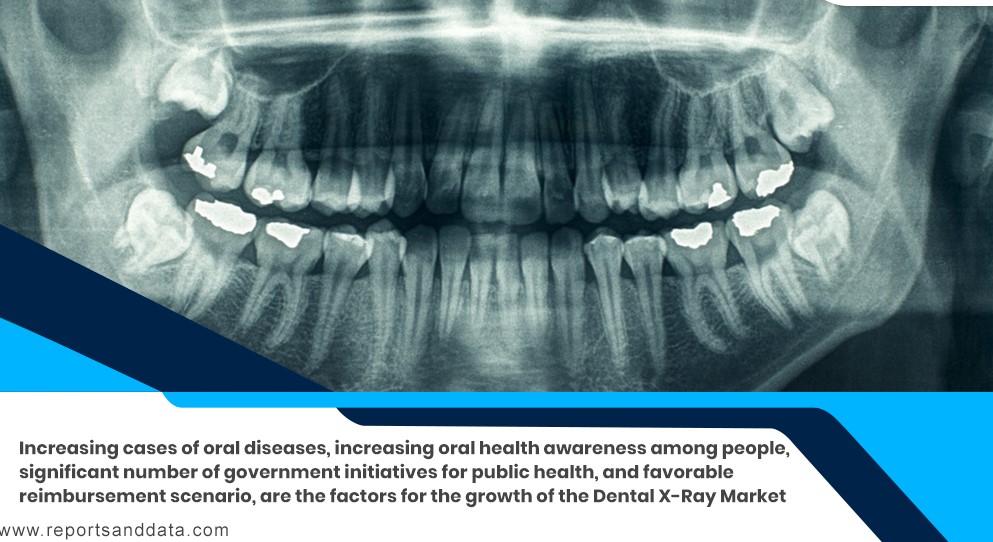 Increasing cases of oral diseases, increasing oral health awareness among people,
significant number of government initiatives for public health, and favorable
reimbursement scenario, are the factors for the growth of the Dental X-Ray Market
www.reportsanddata.com